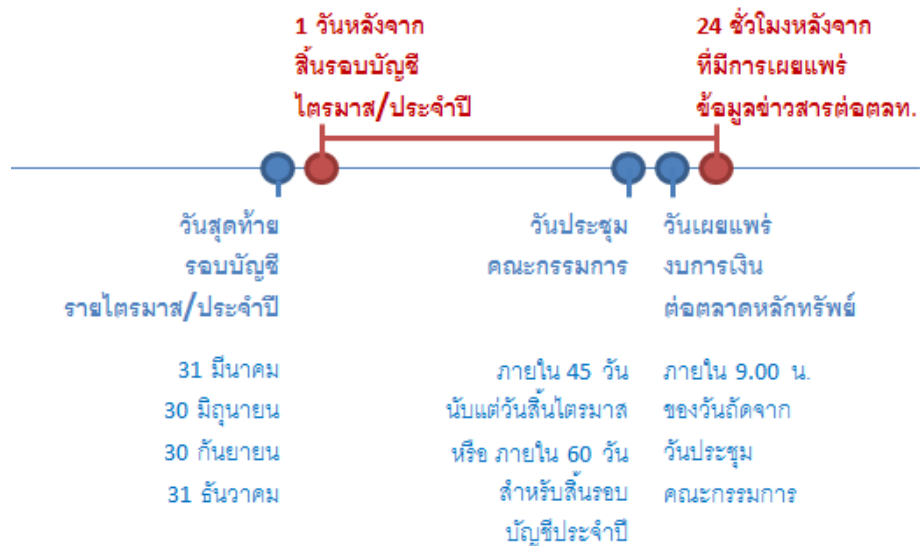 1 วันหลังจาก
สิ้นรอบบัญชี
ไตรมาส/ประจำปี
24 ชั่วโมงหลังจาก
ที่มีการเผยแพร่
ข้อมูลข่าวสารต่อตลท.
วันสุดท้าย
รอบบัญชี
รายไตรมาส/ประจำปี
31 มีนาคม
30 มิถุนายน
30 กันยายน
31 ธันวาคม
วันประชุม
คณะกรรมการ
ภายใน 45 วัน
นับแต่วันสิ้นไตรมาส
หรือ ภายใน 60 วัน
สำหรับสิ้นรอบ
บัญชีประจำปี
วันเผยแพร่
งบการเงิน
ต่อตลาดหลักทรัพย์
ภายใน 9.00 น.
ของวันถัดจาก
วันประชุม
คณะกรรมการ